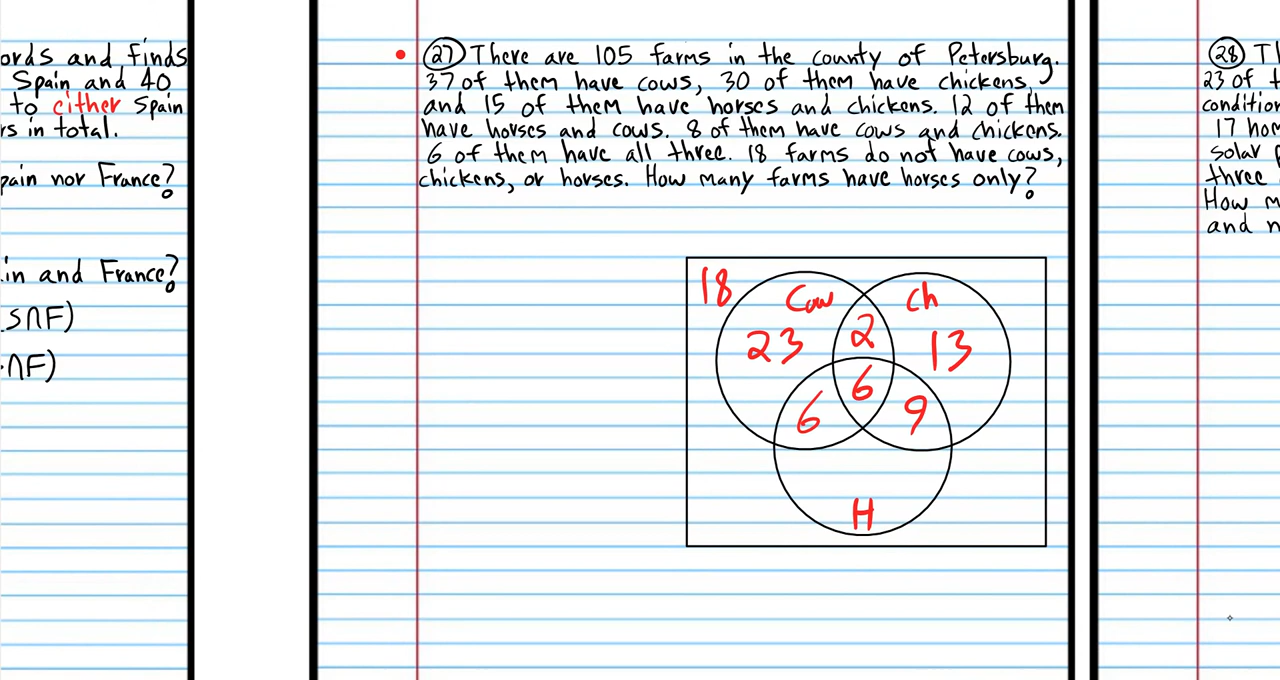 ords and finds
Spain and 40
to either Spain
rs in total.
pain nor France?
in and France?
S∩F)
∩F)
• 27 There are 105 farms in the county of Petersburg.
37 of them have cows, 30 of them have chickens,
and 15 of them have horses and chickens. 12 of them
have horses and cows. 8 of them have cows and chickens.
6 of them have all three. 18 farms do not have cows,
chickens, or horses. How many farms have horses only?
18
Cow Ch
23 2 13
6
6 9
H
28 Th
23 of t
condition
17 hom
solar p
three
How m
and n